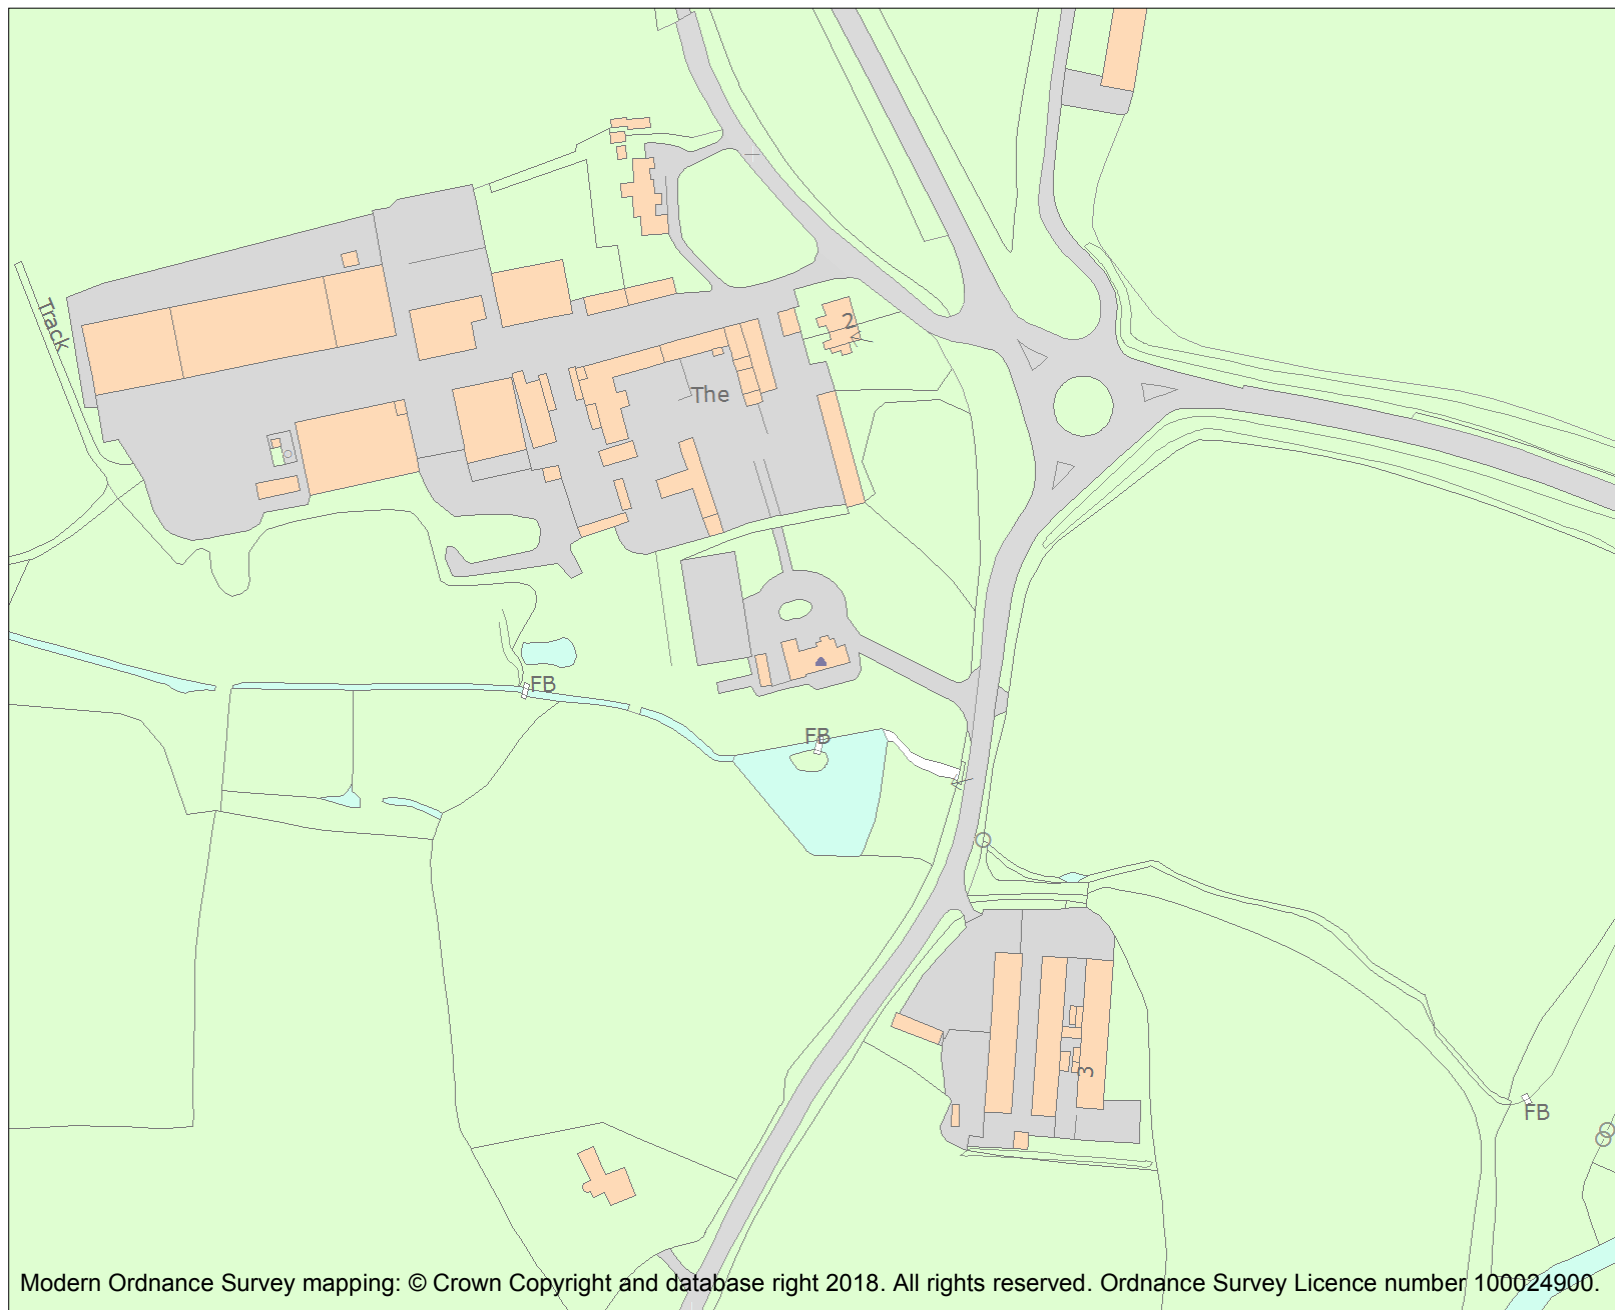 Track
2
The
FB
FB
3
FB
Modern Ordnance Survey mapping: © Crown Copyright and database right 2018. All rights reserved. Ordnance Survey Licence number 100024900.